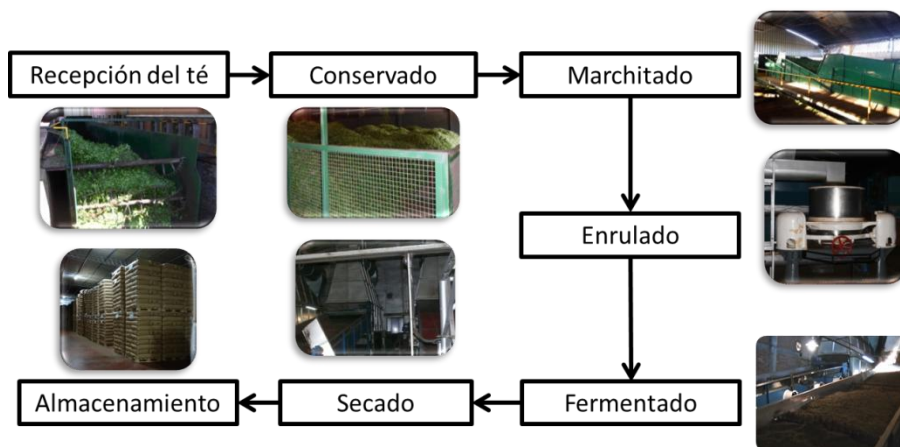 Recepción del té
Conservado
Marchitado
Enrulado
Fermentado
Secado
Almacenamiento